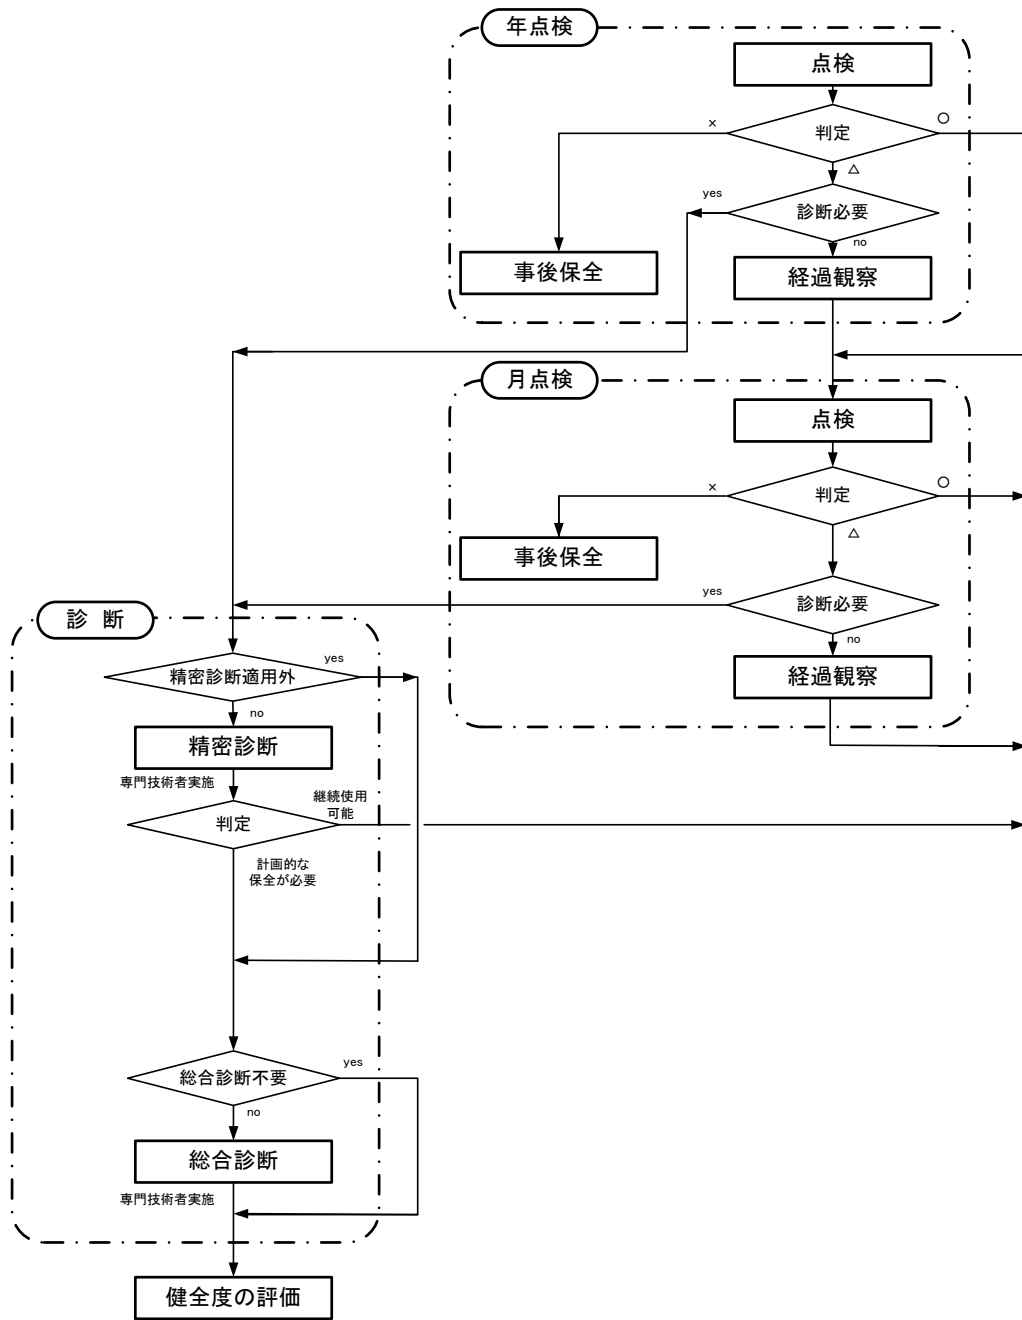 年点検
点検
×
判定
○
△
yes
診断必要
no
事後保全
経過観察
月点検
点検
×
判定
○
△
事後保全
yes
診断必要
no
経過観察
診 断
精密診断適用外
yes
no
精密診断
専門技術者実施
判定
継続使用
可能
計画的な
保全が必要
総合診断不要
yes
no
総合診断
専門技術者実施
健全度の評価